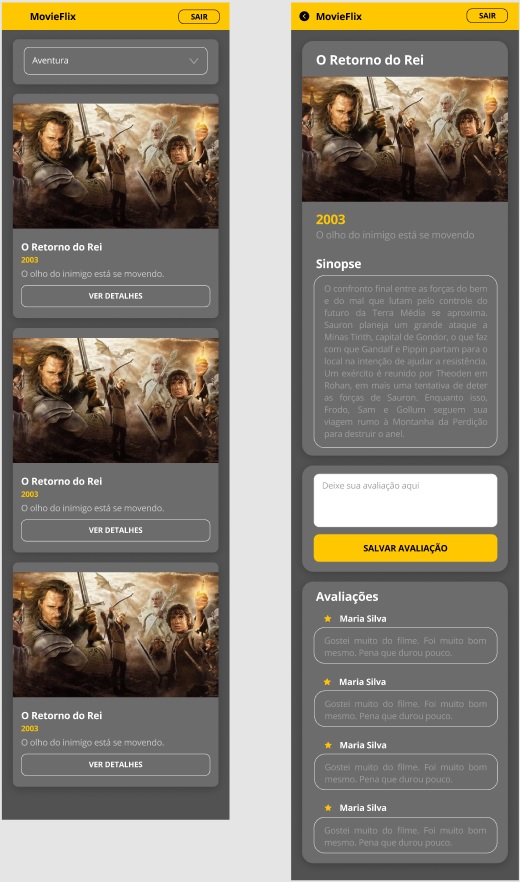 MovieFlix
SAIR
Aventura
O Retorno do Rei
2003
O olho do inimigo está se movendo.
VER DETALHES
O Retorno do Rei
2003
O olho do inimigo está se movendo.
VER DETALHES
O Retorno do Rei
2003
O olho do inimigo está se movendo.
VER DETALHES
MovieFlix
SAIR
O Retorno do Rei
2003
O olho do inimigo está se movendo
Sinopse
O confronto final entre as forças do bem
e do mal que lutam pelo controle do
futuro da Terra Média se aproxima.
Sauron planeja um grande ataque a
Minas Tirith, capital de Gondor, o que faz
com que Gandalf e Pippin partam para o
local na intenção de ajudar a resistência.
Um exército é reunido por Theoden em
Rohan, em mais uma tentativa de deter
as forças de Sauron. Enquanto isso,
Frodo, Sam e Gollum seguem sua
viagem rumo à Montanha da Perdição
para destruir o anel.
Deixe sua avaliação aqui
SALVAR AVALIAÇÃO
Avaliações
Maria Silva
Gostei muito do filme. Foi muito bom
mesmo. Pena que durou pouco.
Maria Silva
Gostei muito do filme. Foi muito bom
mesmo. Pena que durou pouco.
Maria Silva
Gostei muito do filme. Foi muito bom
mesmo. Pena que durou pouco.
Maria Silva
Gostei muito do filme. Foi muito bom
mesmo. Pena que durou pouco.